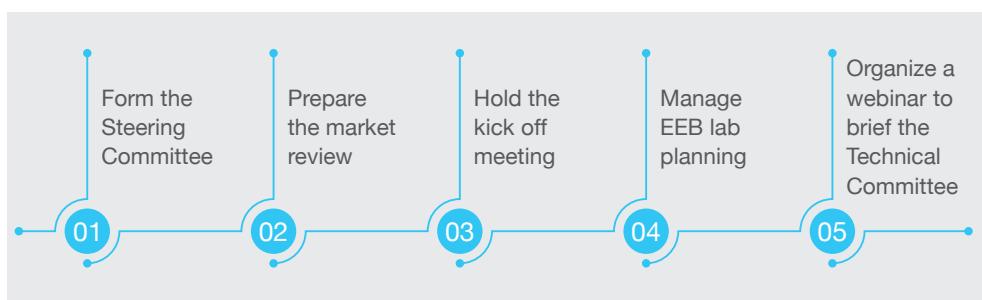 Form the
Steering
Committee
01
Prepare
the market
review
02
Hold the
kick off
meeting
03
Manage
EEB lab
planning
04
Organize a
webinar to
brief the
Technical
Committee
05